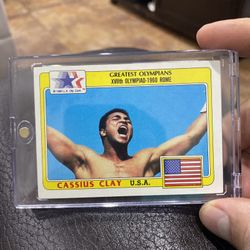 GREATEST OLYMPIANS
XVIIth OLYMPIAD-1960 ROME
CASSIUS CLAY U.S.A.